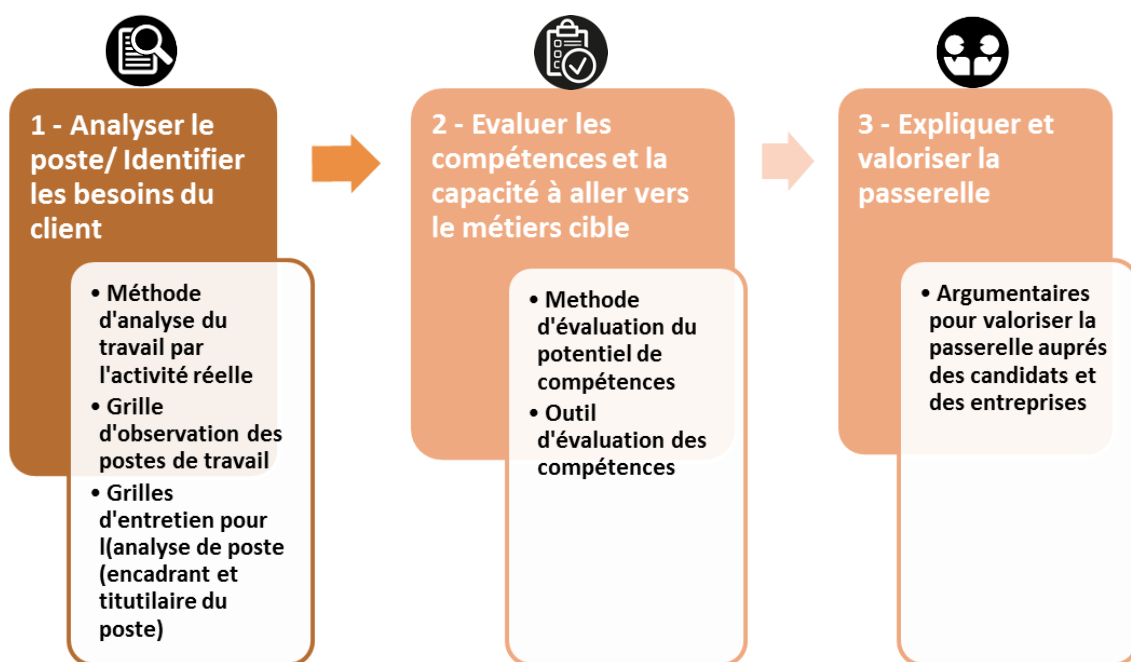 1 - Analyser le
poste/ Identifier
les besoins du
client
• Méthode
d'analyse du
travail par
l'activité réelle
• Grille
d'observation des
postes de travail
• Grilles
d'entretien pour
l(analyse de poste
(encadrant et
titutilaire du
poste)
2 - Evaluer les
compétences et la
capacité à aller vers
le métiers cible
• Methode
d'évaluation du
potentiel de
compétences
• Outil
d'évaluation des
compétences
3 - Expliquer et
valoriser la
passerelle
• Argumentaires
pour valoriser la
passerelle auprés
des candidats et
des entreprises